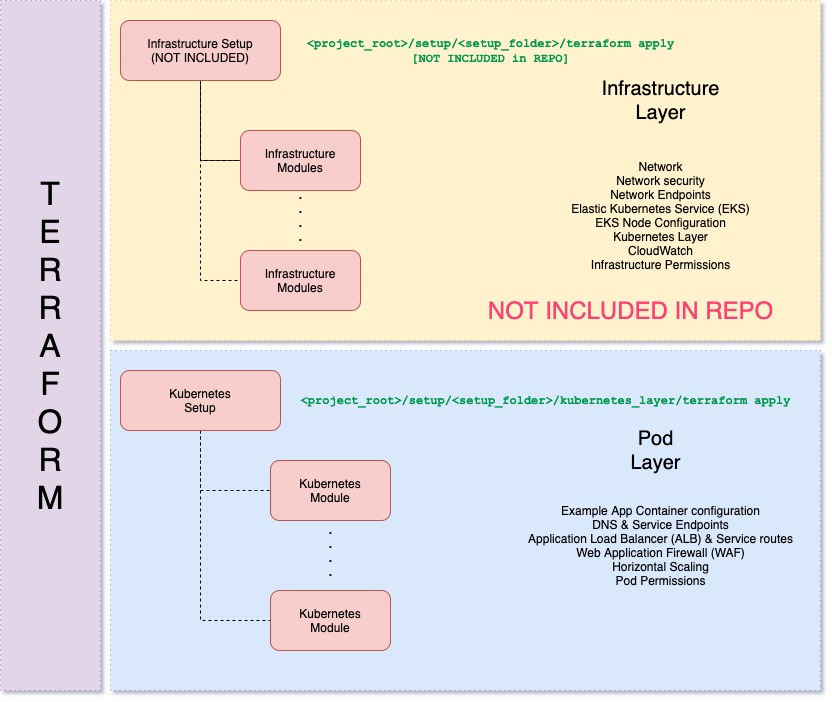 TERRAFORM
Infrastructure Setup
(NOT INCLUDED)
<project_root>/setup/<setup_folder>/terraform apply
[NOT INCLUDED in REPO]
Infrastructure
Layer
Infrastructure
Modules
Network
Network security
Network Endpoints
Elastic Kubernetes Service (EKS)
EKS Node Configuration
Kubernetes Layer
CloudWatch
Infrastructure Permissions
Infrastructure
Modules
NOT INCLUDED IN REPO
Kubernetes
Setup
<project_root>/setup/<setup_folder>/kubernetes_layer/terraform apply
Pod
Layer
Kubernetes
Module
Example App Container configuration
DNS & Service Endpoints
Application Load Balancer (ALB) & Service routes
Web Application Firewall (WAF)
Horizontal Scaling
Pod Permissions
Kubernetes
Module